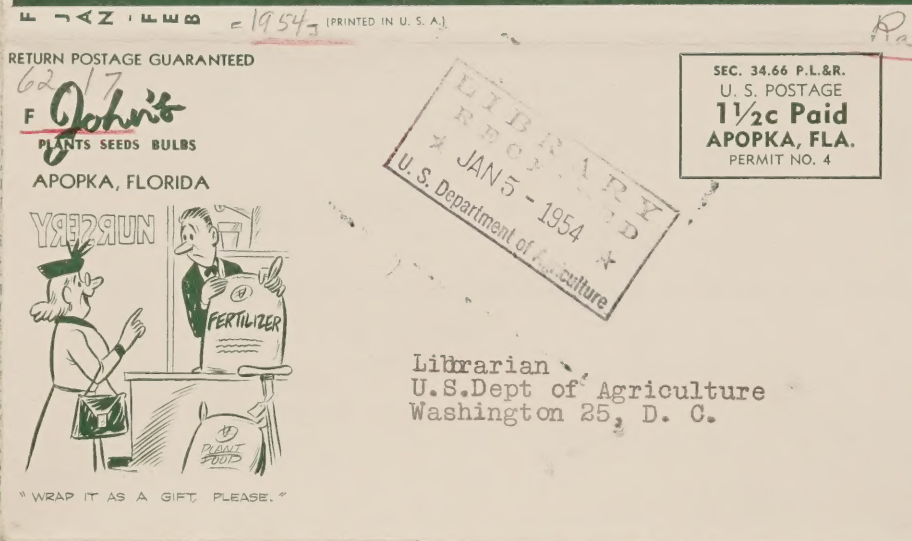 JAN - FEB
=1954= (PRINTED IN U. S. A.)
RETURN POSTAGE GUARANTEED
62.17
F John's
PLANTS SEEDS BULBS
APOPKA, FLORIDA
SEC. 34.66 P.L.&R.
U. S. POSTAGE
1½c Paid
APOPKA, FLA.
PERMIT NO. 4
LIBRARY
RECEIVED
★ JAN 5 - 1954 ★
U. S. Department of Agriculture
NURSERY
FERTILIZER
PLANT
FOOD
Librarian
U.S.Dept of Agriculture
Washington 25, D. C.
"WRAP IT AS A GIFT, PLEASE."